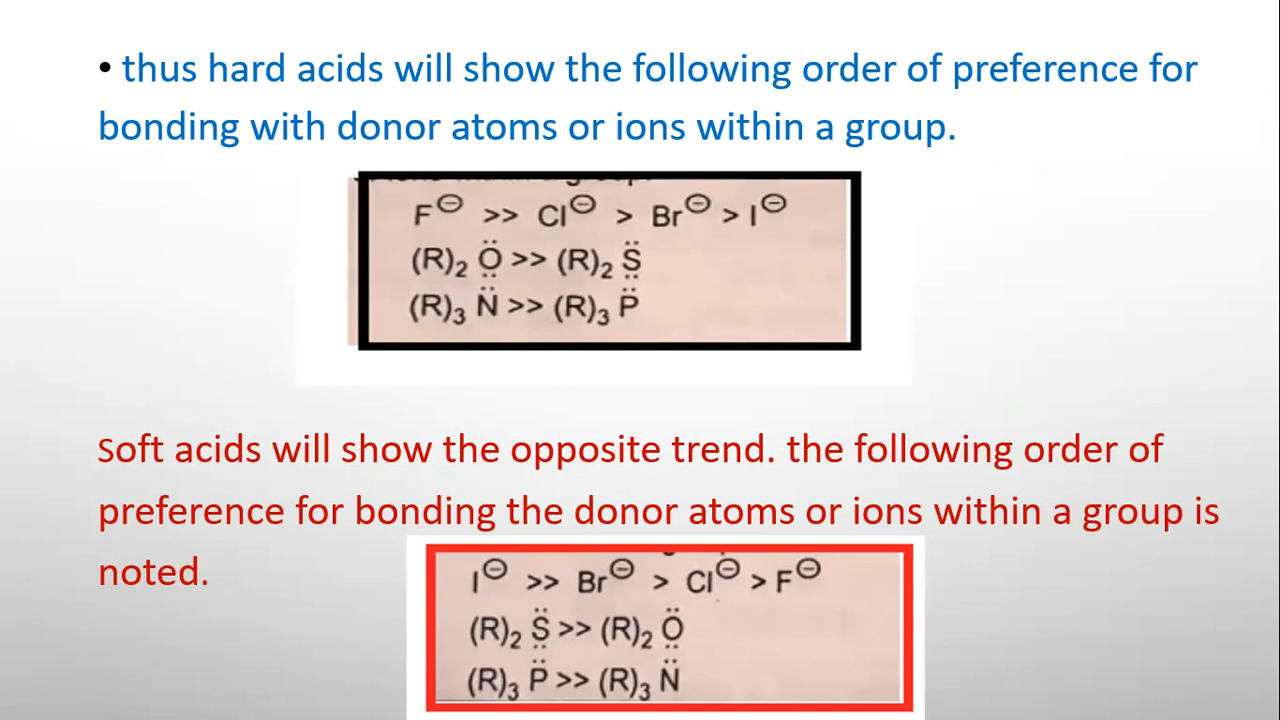 • thus hard acids will show the following order of preference for
bonding with donor atoms or ions within a group.
F⊖ >> Cl⊖ > Br⊖ > I⊖
(R)₂ Ö̤ >> (R)₂ S̤̈
(R)₃ N̈ >> (R)₃ P̈
Soft acids will show the opposite trend. the following order of
preference for bonding the donor atoms or ions within a group is
noted.
I⊖ >> Br⊖ > Cl⊖ > F⊖
(R)₂ S̤̈ >> (R)₂ Ö̤
(R)₃ P̈ >> (R)₃ N̈